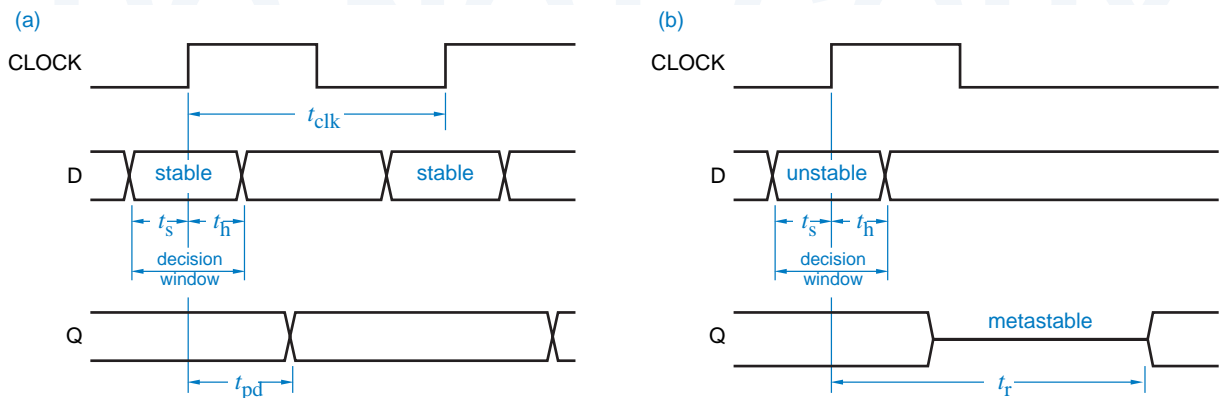 (a)
CLOCK
t_clk
D
stable
stable
t_s
t_h
decision
window
Q
t_pd
(b)
CLOCK
D
unstable
t_s
t_h
decision
window
Q
metastable
t_r